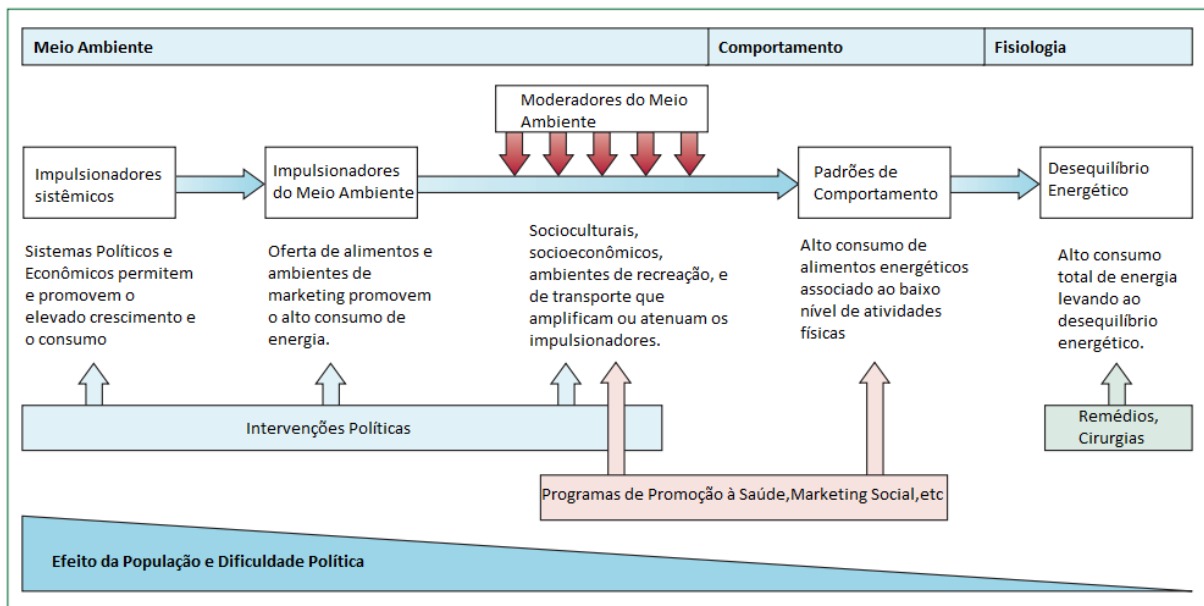 Meio Ambiente
Comportamento
Fisiologia
Moderadores do Meio
Ambiente
Impulsionadores
sistêmicos
Impulsionadores
do Meio Ambiente
Padrões de
Comportamento
Desequilíbrio
Energético
Sistemas Políticos e
Econômicos permitem
e promovem o
elevado crescimento e
o consumo
Oferta de alimentos e
ambientes de
marketing promovem
o alto consumo de
energia.
Socioculturais,
socioeconômicos,
ambientes de recreação, e
de transporte que
amplificam ou atenuam os
impulsionadores.
Alto consumo de
alimentos energéticos
associado ao baixo
nível de atividades
físicas
Alto consumo
total de energia
levando ao
desequilíbrio
energético.
Intervenções Políticas
Remédios,
Cirurgias
Programas de Promoção à Saúde,Marketing Social,etc
Efeito da População e Dificuldade Política